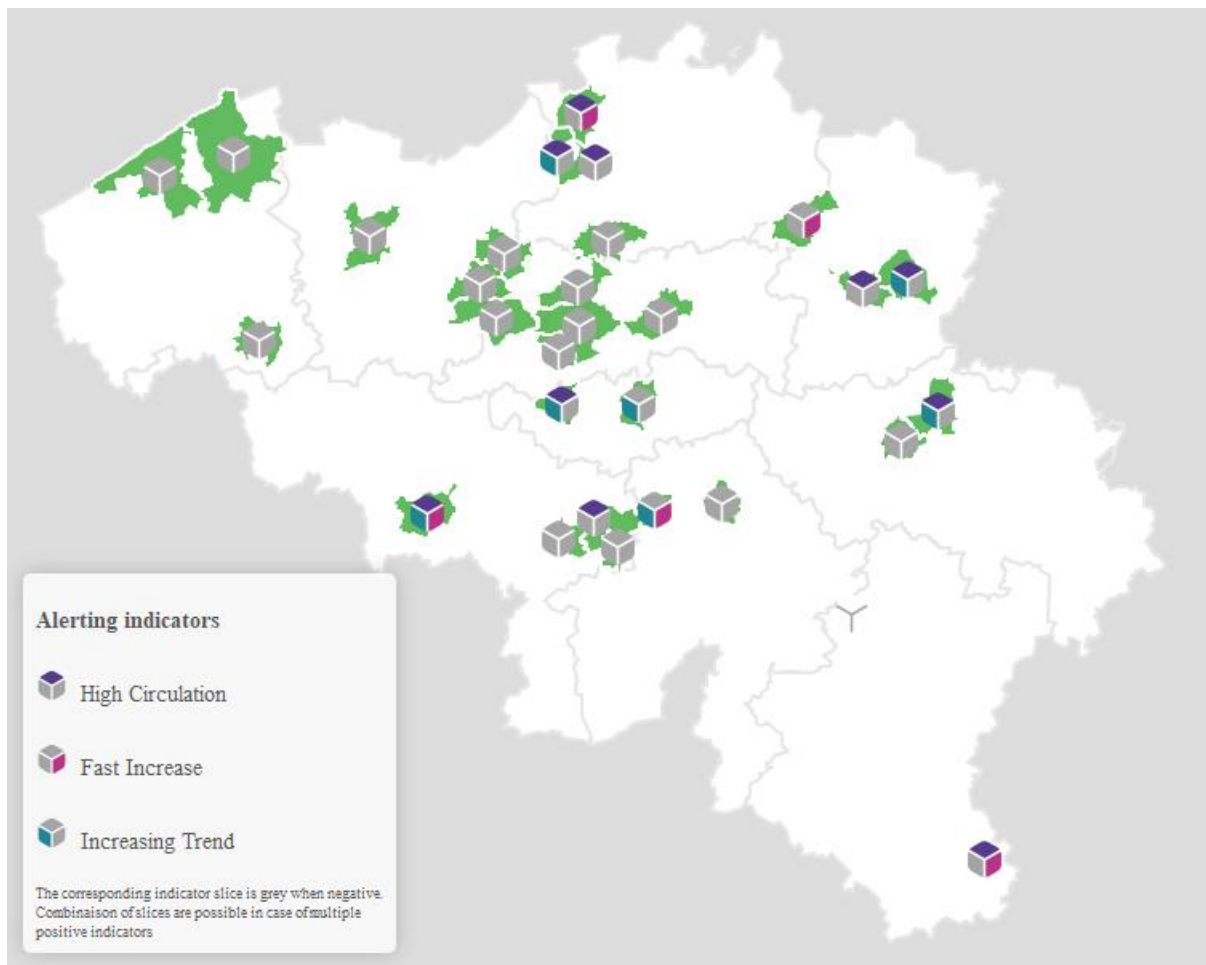 Alerting indicators
High Circulation
Fast Increase
Increasing Trend
The corresponding indicator slice is grey when negative.
Combinaison of slices are possible in case of multiple
positive indicators